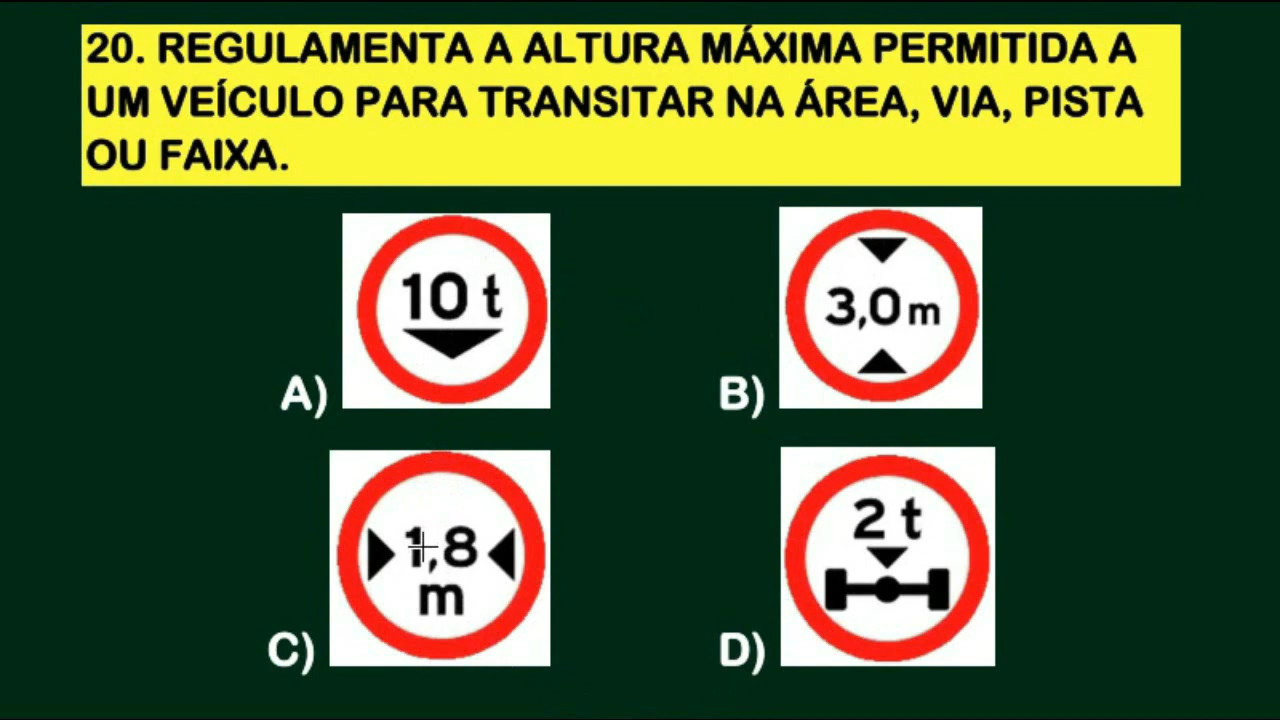 20. REGULAMENTA A ALTURA MÁXIMA PERMITIDA A
UM VEÍCULO PARA TRANSITAR NA ÁREA, VIA, PISTA
OU FAIXA.
10 t
A)
3,0 m
B)
1,8
m
C)
2 t
D)